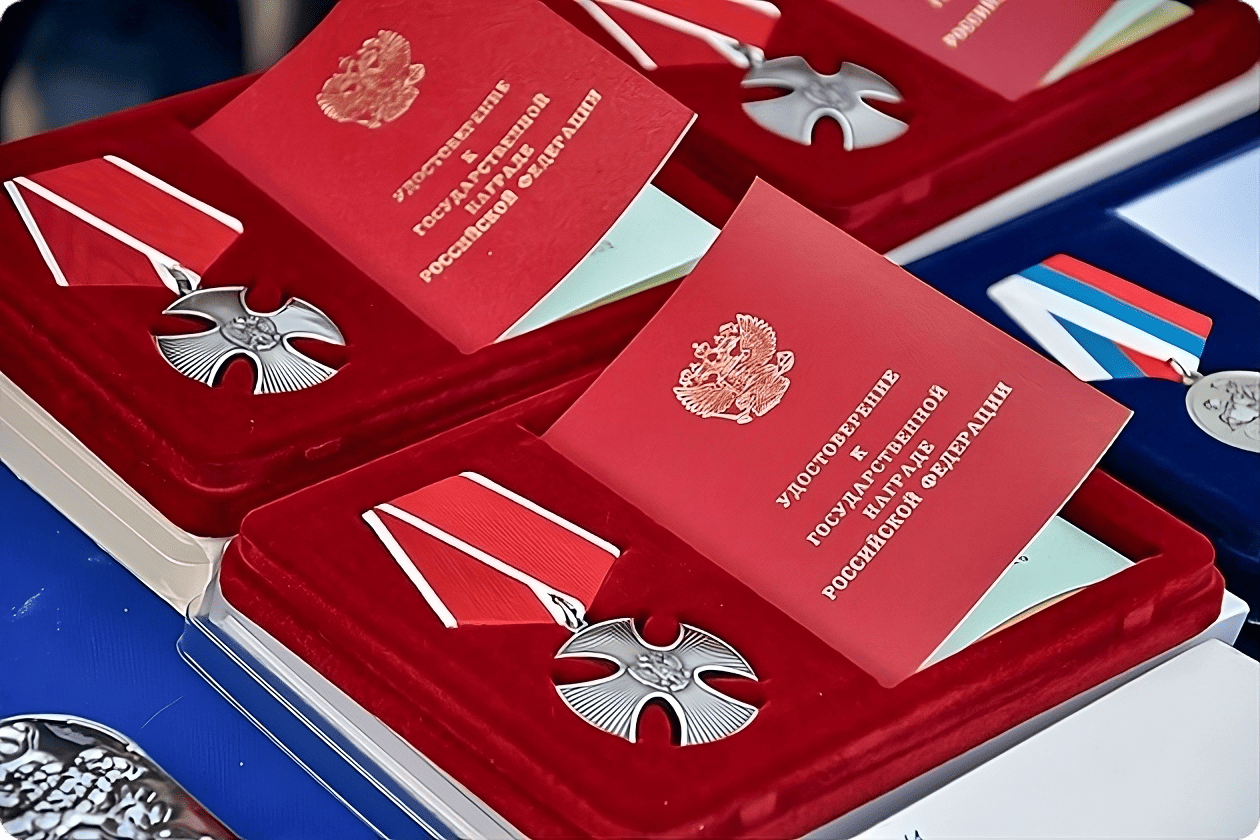 УДОСТОВЕРЕНИЕ
К
ГОСУДАРСТВЕННОЙ
НАГРАДЕ
РОССИЙСКОЙ ФЕДЕРАЦИИ
УДОСТОВЕРЕНИЕ
К
ГОСУДАРСТВЕННОЙ
НАГРАДЕ
РОССИЙСКОЙ ФЕДЕРАЦИИ